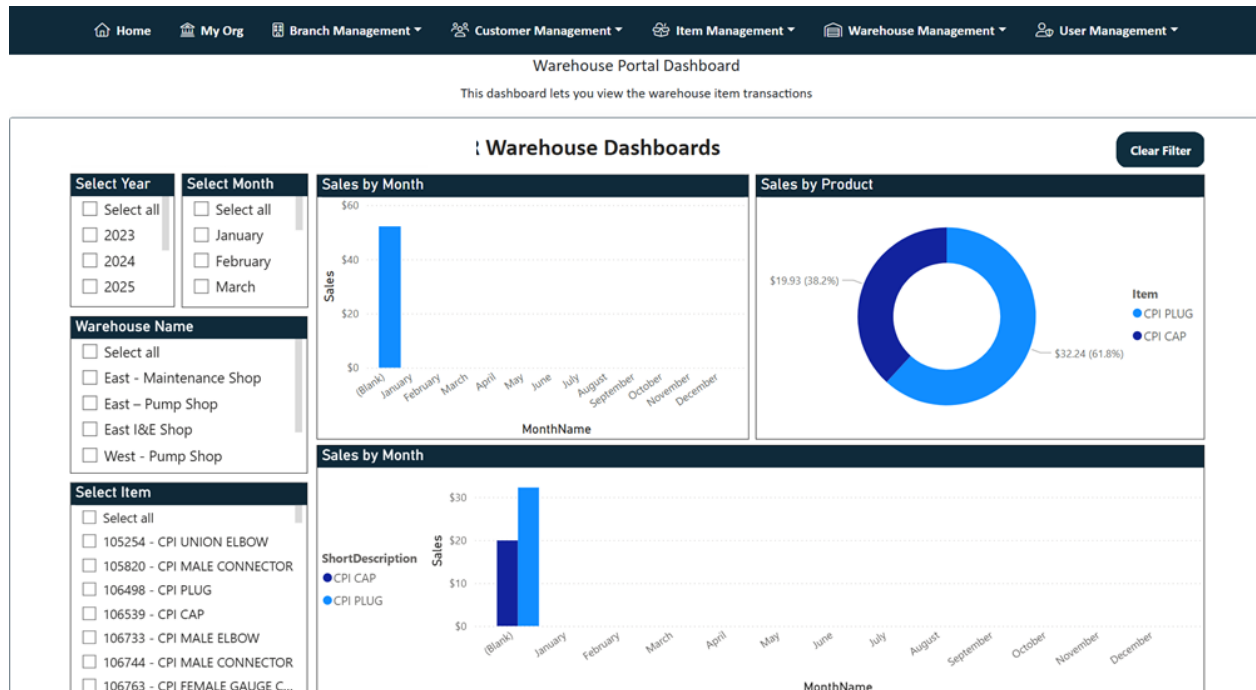 Home My Org Branch Management Customer Management Item Management Warehouse Management User Management
Warehouse Portal Dashboard
This dashboard lets you view the warehouse item transactions
Warehouse Dashboards
Clear Filter
Select Year
Select all
2023
2024
2025
Select Month
Select all
January
February
March
Warehouse Name
Select all
East - Maintenance Shop
East – Pump Shop
East I&E Shop
West - Pump Shop
Select Item
Select all
105254 - CPI UNION ELBOW
105820 - CPI MALE CONNECTOR
106498 - CPI PLUG
106539 - CPI CAP
106733 - CPI MALE ELBOW
106744 - CPI MALE CONNECTOR
106763 - CPI FEMALE GAUGE C...
Sales by Month
Sales
$60
$40
$20
$0
(Blank) January February March April May June July August September October November December
MonthName
Sales by Product
$19.93 (38.2%)
$32.24 (61.8%)
Item
CPI PLUG
CPI CAP
Sales by Month
ShortDescription
CPI CAP
CPI PLUG
Sales
$30
$20
$10
$0
(Blank) January February March April May June July August September October November December
MonthName